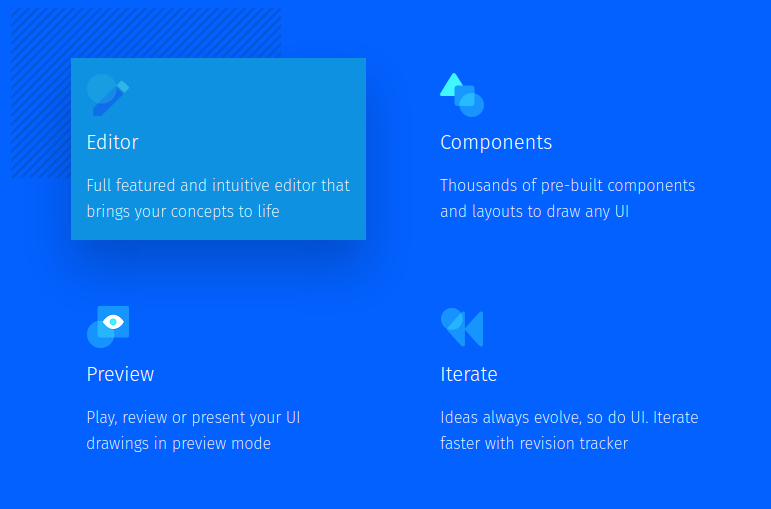 Editor
Full featured and intuitive editor that
brings your concepts to life
Components
Thousands of pre-built components
and layouts to draw any UI
Preview
Play, review or present your UI
drawings in preview mode
Iterate
Ideas always evolve, so do UI. Iterate
faster with revision tracker